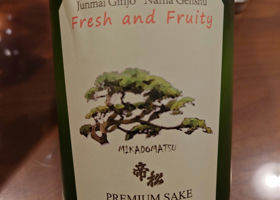 Junmai Ginjo Nama Genshu
Fresh and Fruity
MIKADOMATSU
帝松
PREMIUM SAKE